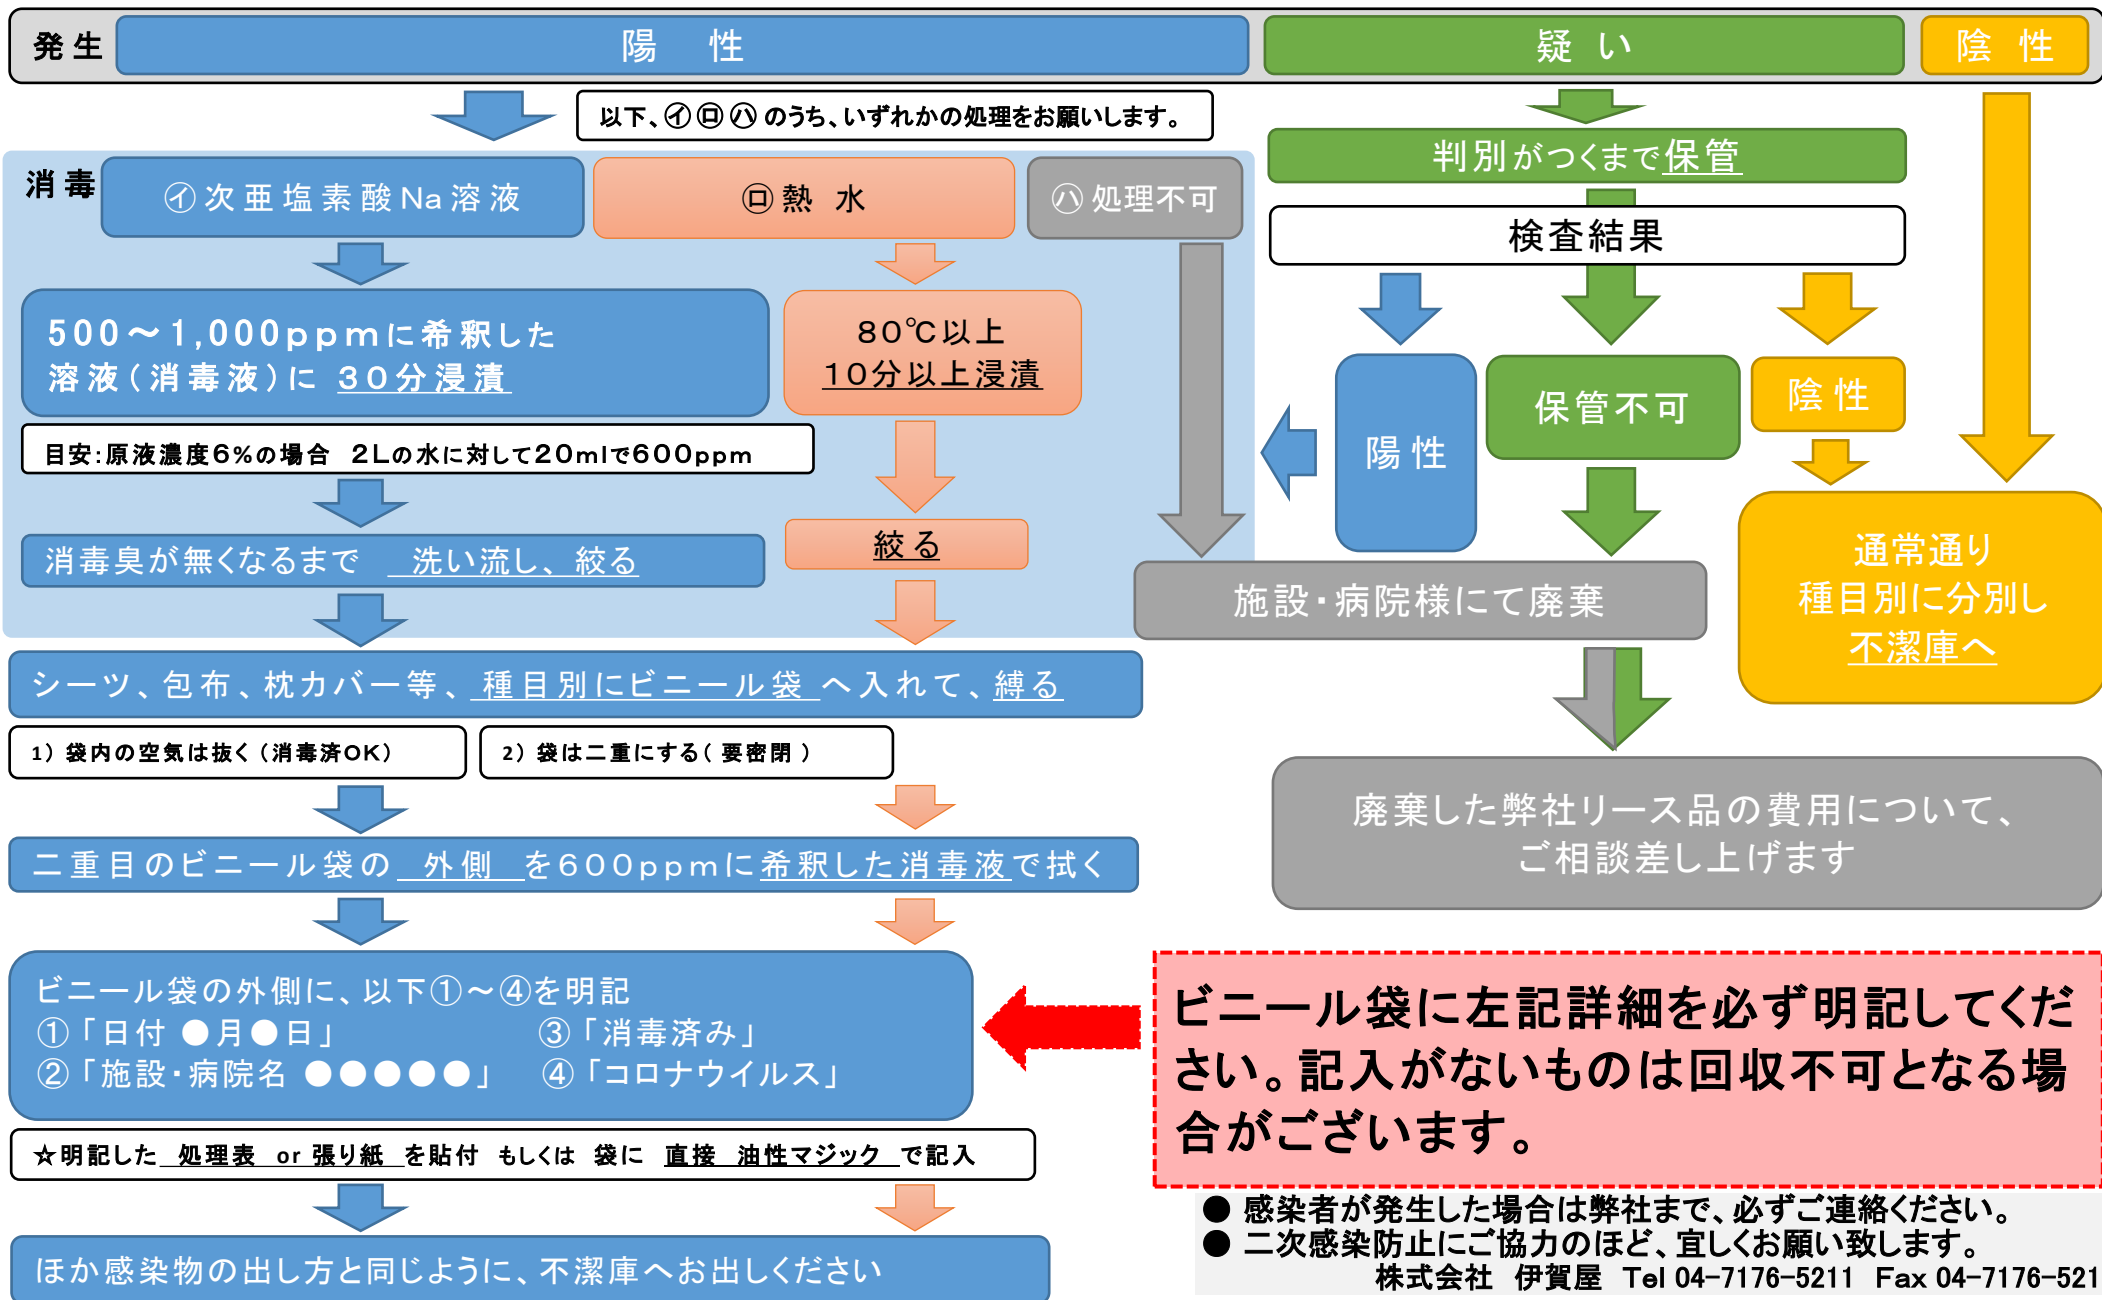 発生
陽 性
疑 い
陰 性
以下、㋑㋺㋩のうち、いずれかの処理をお願いします。
消毒
㋑次亜塩素酸Na溶液
㋺熱 水
㋩処理不可
500～1,000ppmに希釈した
溶液（消毒液）に 30分浸漬
80℃以上
10分以上浸漬
目安：原液濃度6%の場合 2Lの水に対して20mlで600ppm
消毒臭が無くなるまで 洗い流し、絞る
絞る
判別がつくまで保管
検査結果
陽性
保管不可
陰性
施設・病院様にて廃棄
通常通り
種目別に分別し
不潔庫へ
廃棄した弊社リース品の費用について、
ご相談差し上げます
シーツ、包布、枕カバー等、種目別にビニール袋 へ入れて、縛る
1）袋内の空気は抜く（消毒済OK）
2）袋は二重にする（要密閉）
二重目のビニール袋の 外側 を600ppmに希釈した消毒液で拭く
ビニール袋の外側に、以下①～④を明記
①「日付 ●月●日」 ③「消毒済み」
②「施設・病院名 ●●●●●」 ④「コロナウイルス」
☆明記した 処理表 or 張り紙 を貼付 もしくは 袋に 直接 油性マジック で記入
ほか感染物の出し方と同じように、不潔庫へお出しください
ビニール袋に左記詳細を必ず明記してくだ
さい。記入がないものは回収不可となる場
合がございます。
● 感染者が発生した場合は弊社まで、必ずご連絡ください。
● 二次感染防止にご協力のほど、宜しくお願い致します。
株式会社 伊賀屋 Tel 04-7176-5211 Fax 04-7176-521